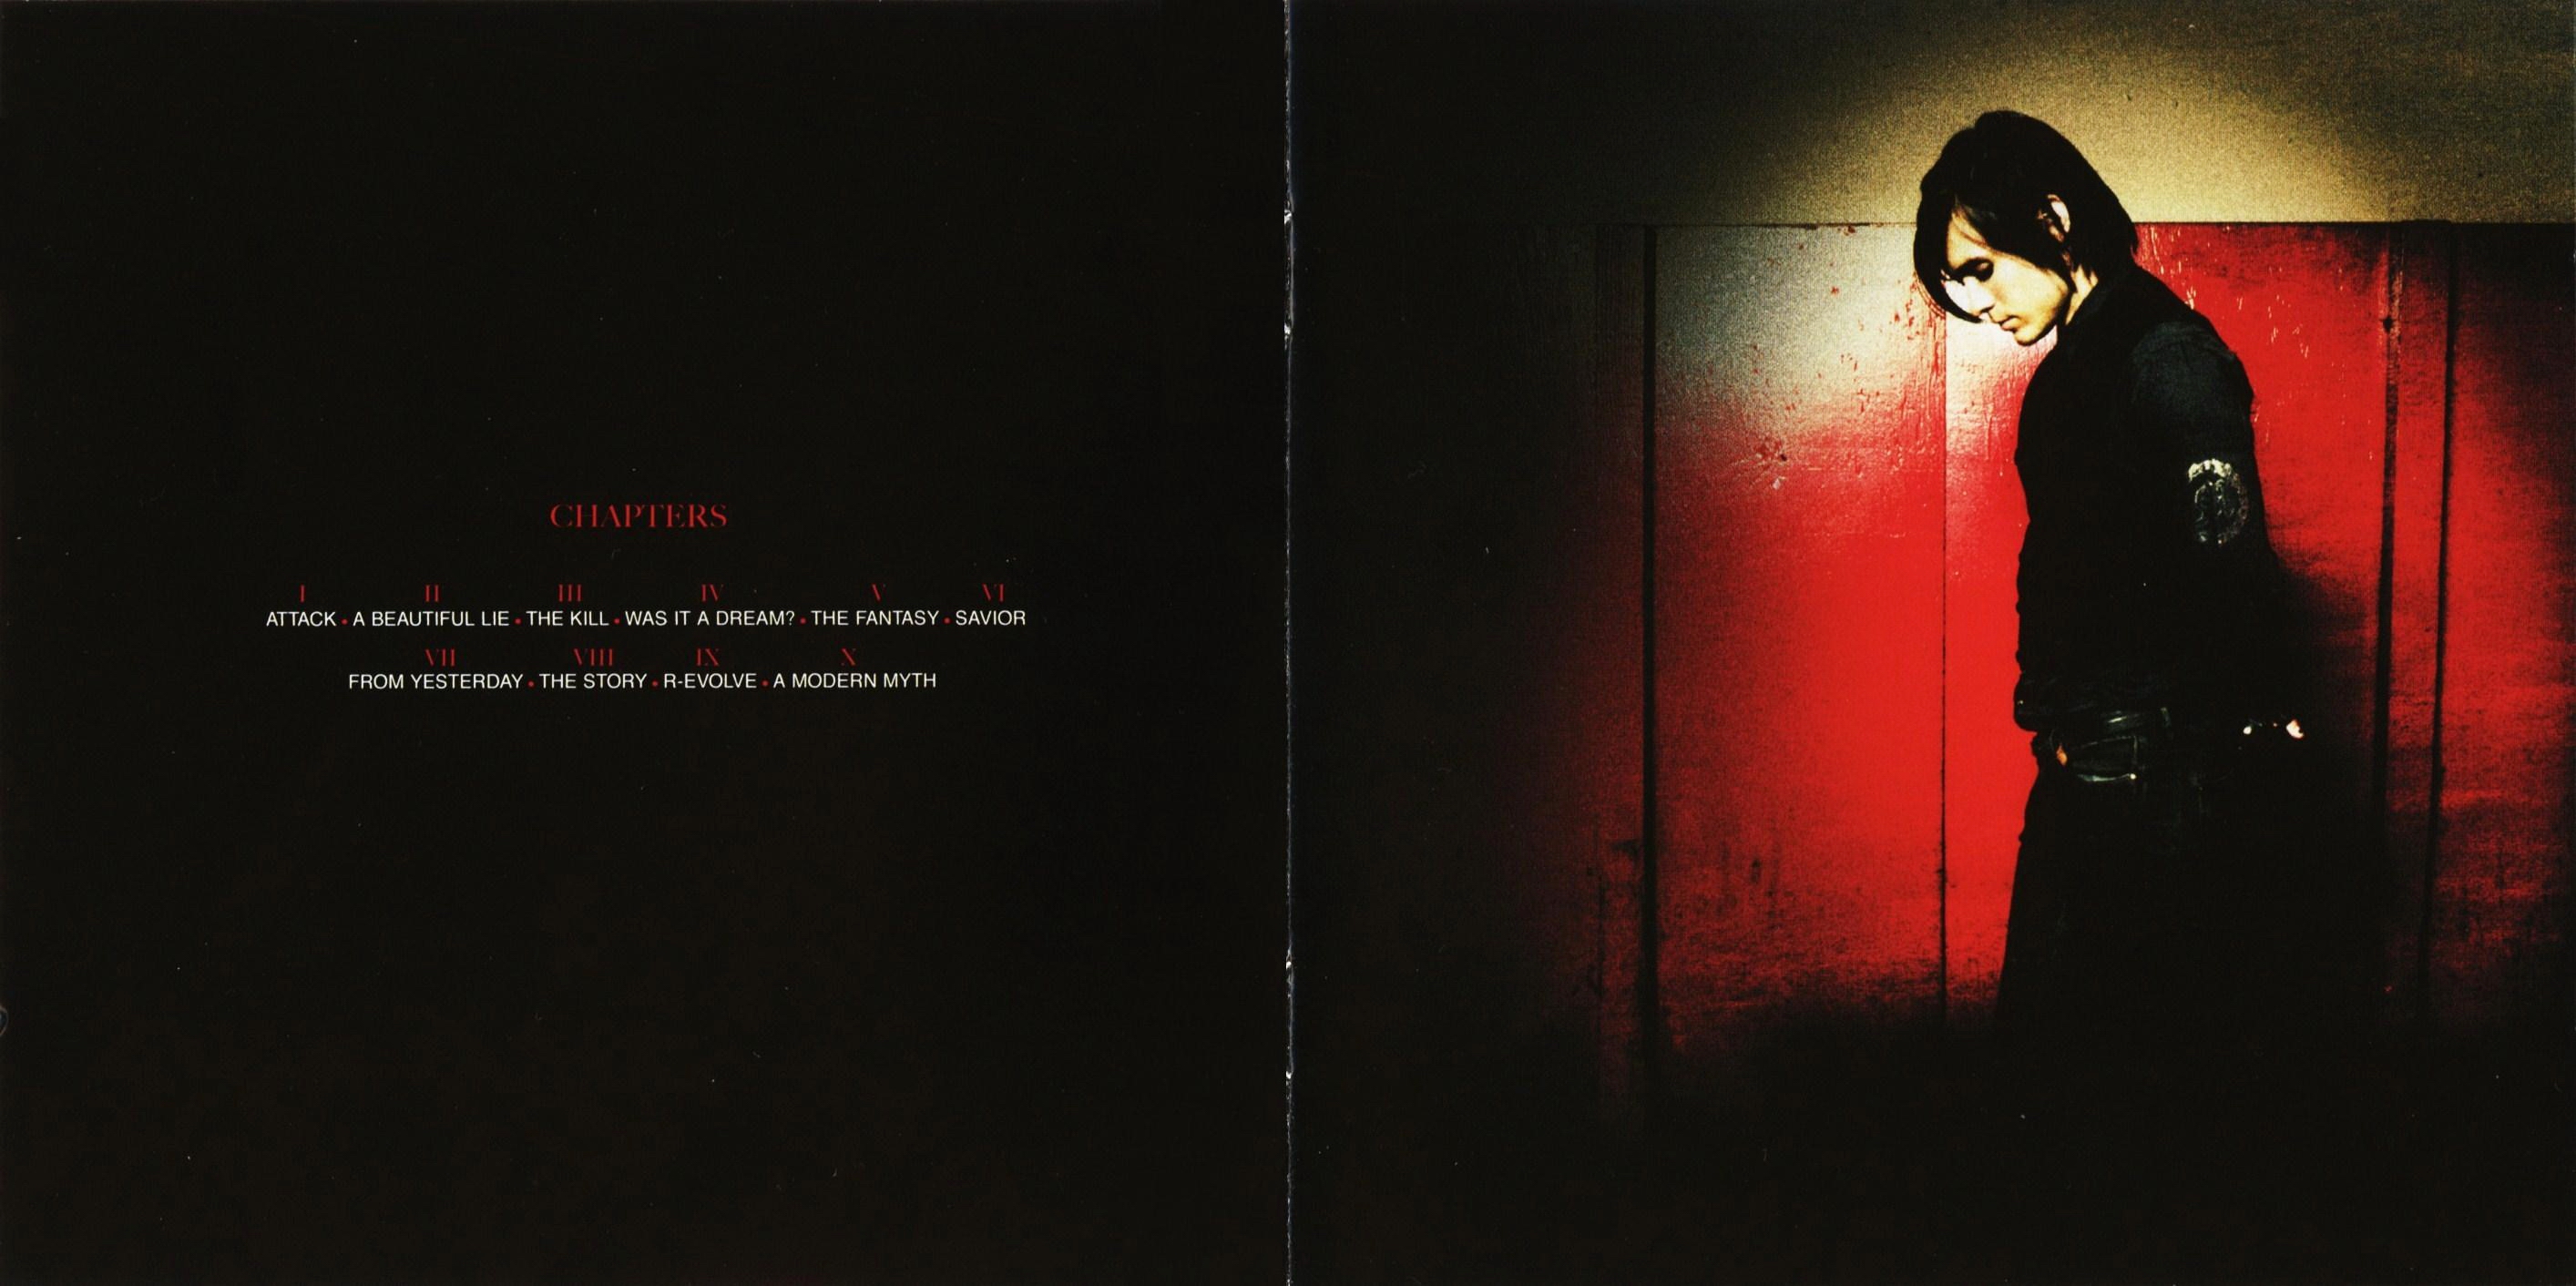 CHAPTERS
I II III IV V VI
ATTACK • A BEAUTIFUL LIE • THE KILL • WAS IT A DREAM? • THE FANTASY • SAVIOR
VII VIII IX X
FROM YESTERDAY • THE STORY • R-EVOLVE • A MODERN MYTH